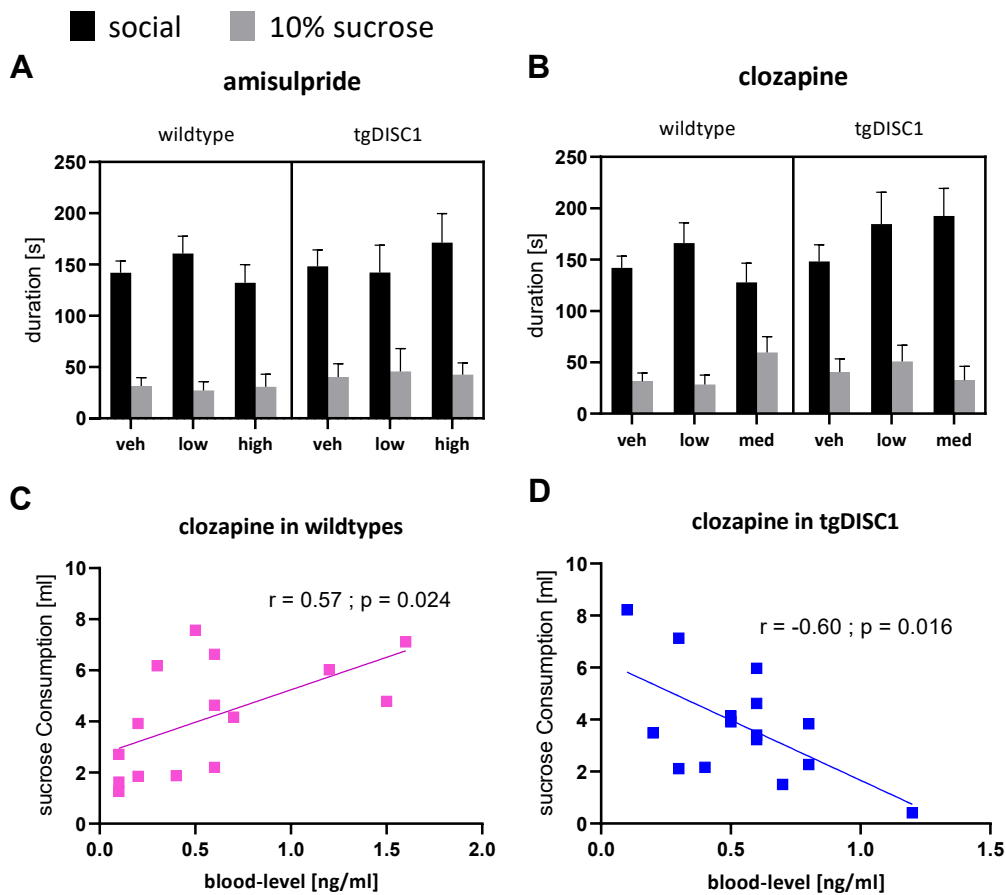 social 10% sucrose
A
amisulpride
wildtype tgDISC1
250
200
150
100
50
0
duration [s]
veh low high veh low high
B
clozapine
wildtype tgDISC1
250
200
150
100
50
0
duration [s]
veh low med veh low med
C
clozapine in wildtypes
r = 0.57 ; p = 0.024
10
8
6
4
2
0
sucrose Consumption [ml]
0.0 0.5 1.0 1.5 2.0
blood-level [ng/ml]
D
clozapine in tgDISC1
r = -0.60 ; p = 0.016
10
8
6
4
2
0
sucrose Consumption [ml]
0.0 0.5 1.0 1.5
blood-level [ng/ml]